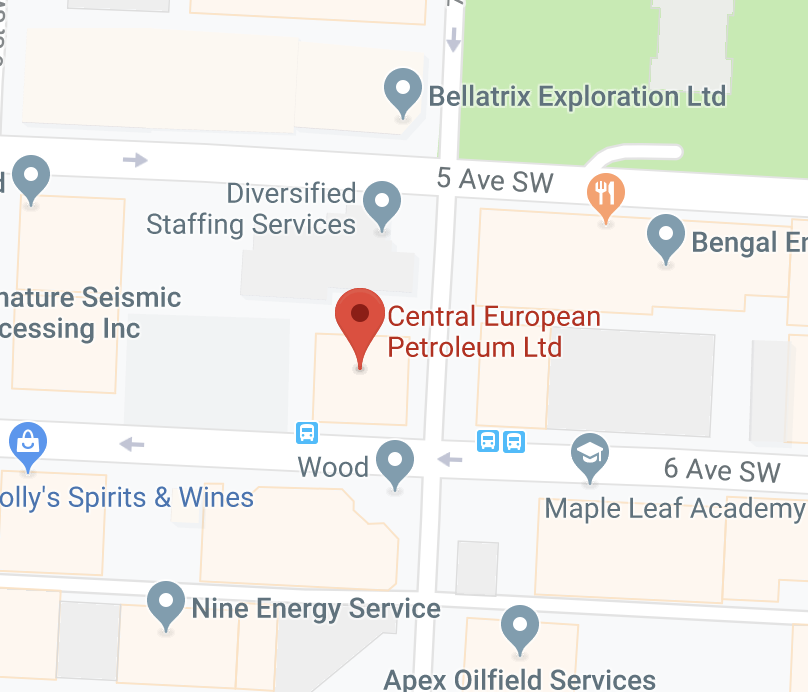 Bellatrix Exploration Ltd
5 Ave SW
Diversified
Staffing Services
Bengal
nature Seismic
cessing Inc
Central European
Petroleum Ltd
Wood
6 Ave SW
olly's Spirits & Wines
Maple Leaf Academy
Nine Energy Service
Apex Oilfield Services